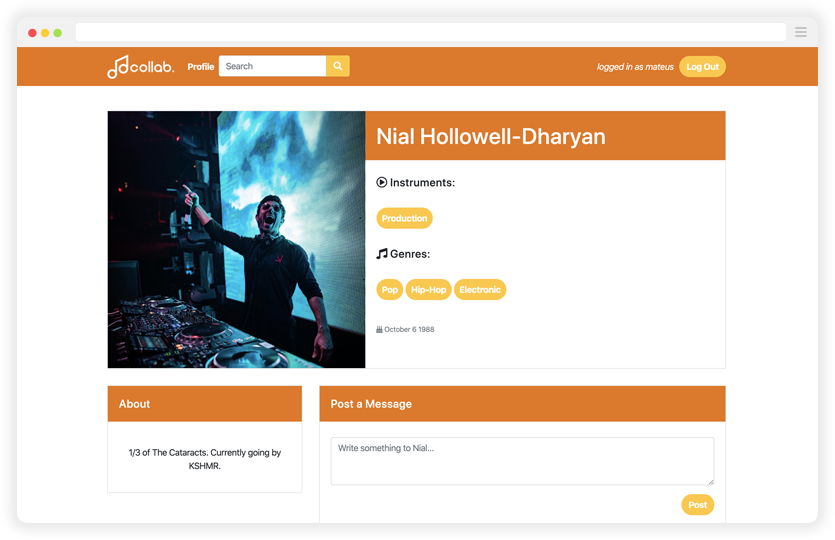 collab.
Profile
Search
logged in as mateus
Log Out
Nial Hollowell-Dharyan
Instruments:
Production
Genres:
Pop Hip-Hop Electronic
October 6 1988
About
1/3 of The Cataracts. Currently going by
KSHMR.
Post a Message
Write something to Nial...
Post